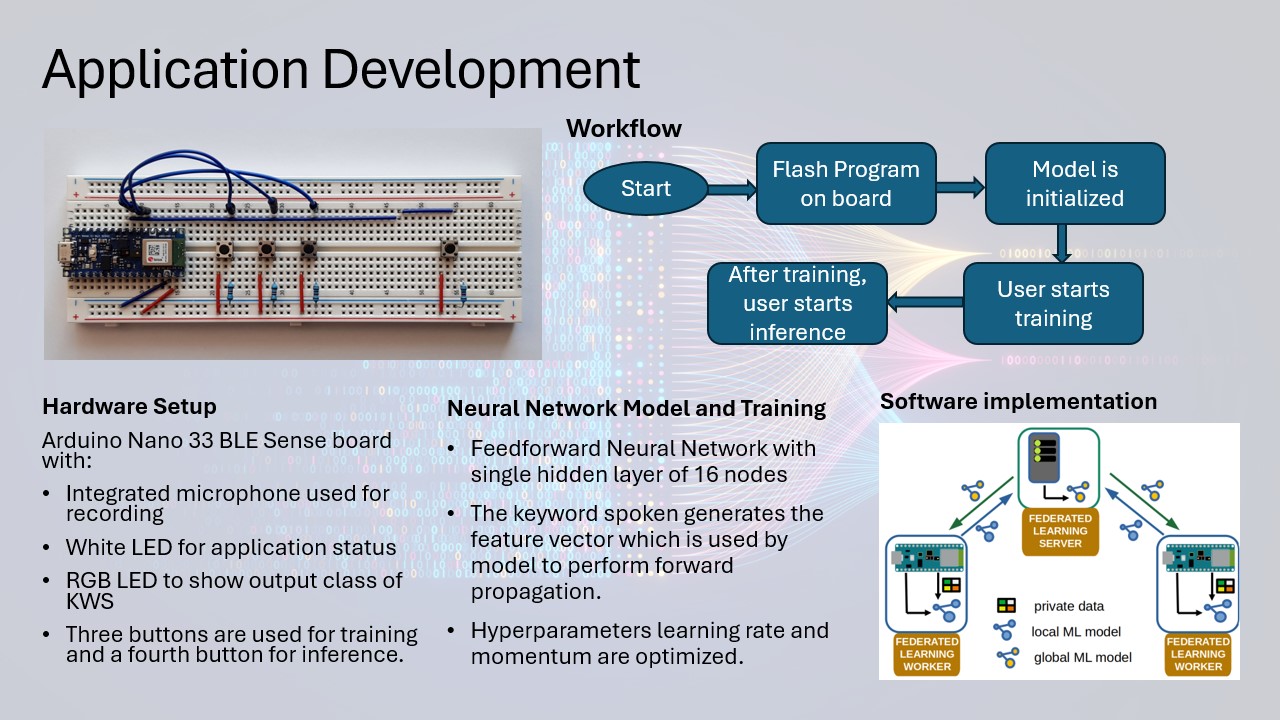 Application Development
Workflow
Start
Flash Program
on board
Model is
initialized
User starts
training
After training,
user starts
inference
Hardware Setup
Arduino Nano 33 BLE Sense board
with:
• Integrated microphone used for
recording
• White LED for application status
• RGB LED to show output class of
KWS
• Three buttons are used for training
and a fourth button for inference.
Neural Network Model and Training
• Feedforward Neural Network with
single hidden layer of 16 nodes
• The keyword spoken generates the
feature vector which is used by
model to perform forward
propagation.
• Hyperparameters learning rate and
momentum are optimized.
Software implementation
FEDERATED
LEARNING
SERVER
FEDERATED
LEARNING
WORKER
private data
local ML model
global ML model
FEDERATED
LEARNING
WORKER